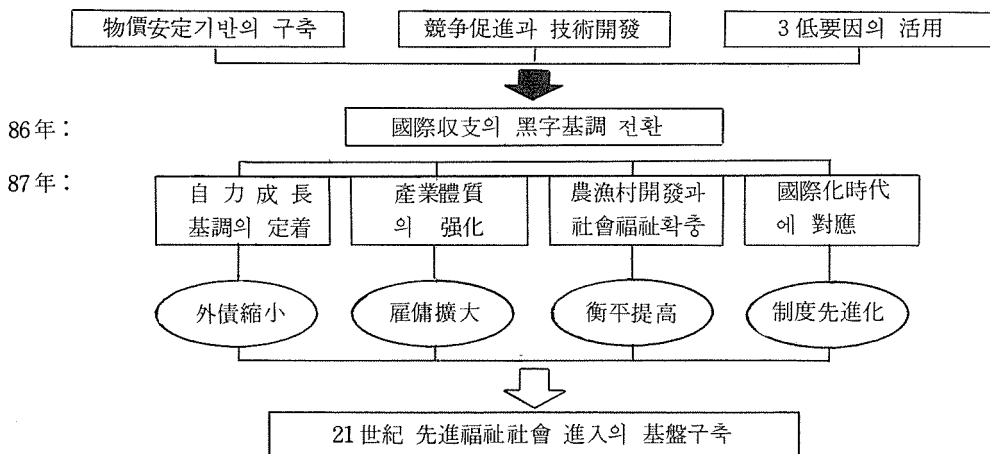 物價安定기반의 구축
競争促進과 技術開發
3低要因의 活用
86年：
國際収支의 黑字基調 전환
87年：
自力成長
基調의 定着
產業體質
의 强化
農漁村開發과
社會福祉확충
國際化時代
에 對應
外債縮小
雇傭擴大
衡平提高
制度先進化
21世紀 先進福祉社會 進入의 基盤구축